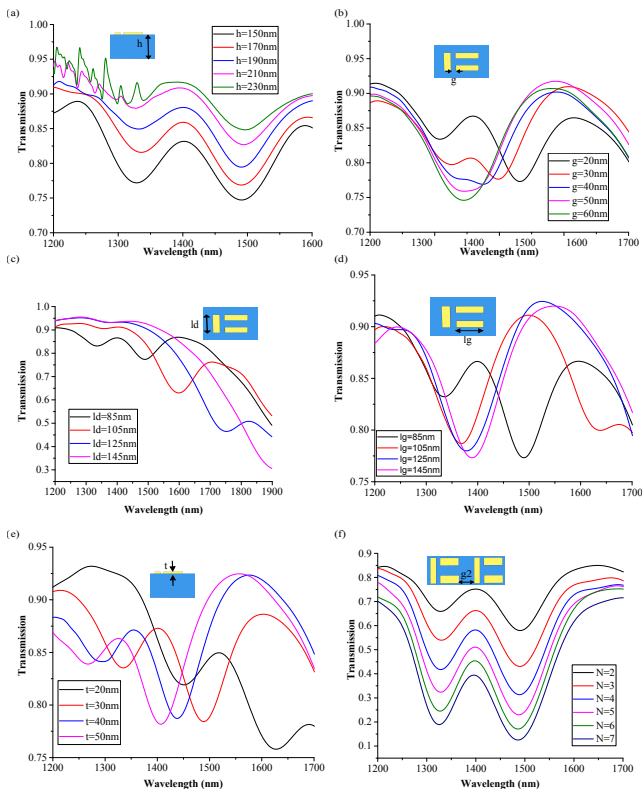 (a)
h
h=150nm
h=170nm
h=190nm
h=210nm
h=230nm
Transmission
1.00
0.95
0.90
0.85
0.80
0.75
0.70
1200 1300 1400 1500 1600
Wavelength (nm)
(b)
g
g=20nm
g=30nm
g=40nm
g=50nm
g=60nm
Transmission
1.00
0.95
0.90
0.85
0.80
0.75
0.70
1200 1300 1400 1500 1600 1700
Wavelength (nm)
(c)
ld
ld=85nm
ld=105nm
ld=125nm
ld=145nm
Transmission
1.0
0.9
0.8
0.7
0.6
0.5
0.4
0.3
1200 1300 1400 1500 1600 1700 1800 1900
Wavelength (nm)
(d)
lg
lg=85nm
lg=105nm
lg=125nm
lg=145nm
Transmission
0.95
0.90
0.85
0.80
0.75
1200 1300 1400 1500 1600 1700
Wavelength (nm)
(e)
t
t=20nm
t=30nm
t=40nm
t=50nm
Transmission
0.95
0.90
0.85
0.80
0.75
1200 1300 1400 1500 1600 1700
Wavelength (nm)
(f)
g2
N=2
N=3
N=4
N=5
N=6
N=7
Transmission
0.9
0.8
0.7
0.6
0.5
0.4
0.3
0.2
0.1
1200 1300 1400 1500 1600 1700
Wavelength (nm)